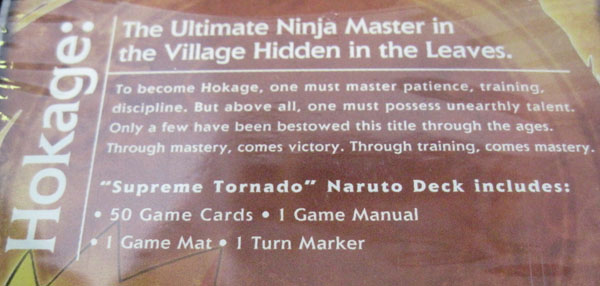 Hokage:
The Ultimate Ninja Master in
the Village Hidden in the Leaves.
To become Hokage, one must master patience, training,
discipline. But above all, one must possess unearthly talent.
Only a few have been bestowed this title through the ages.
Through mastery, comes victory. Through training, comes mastery.
"Supreme Tornado" Naruto Deck includes:
• 50 Game Cards • 1 Game Manual
• 1 Game Mat • 1 Turn Marker